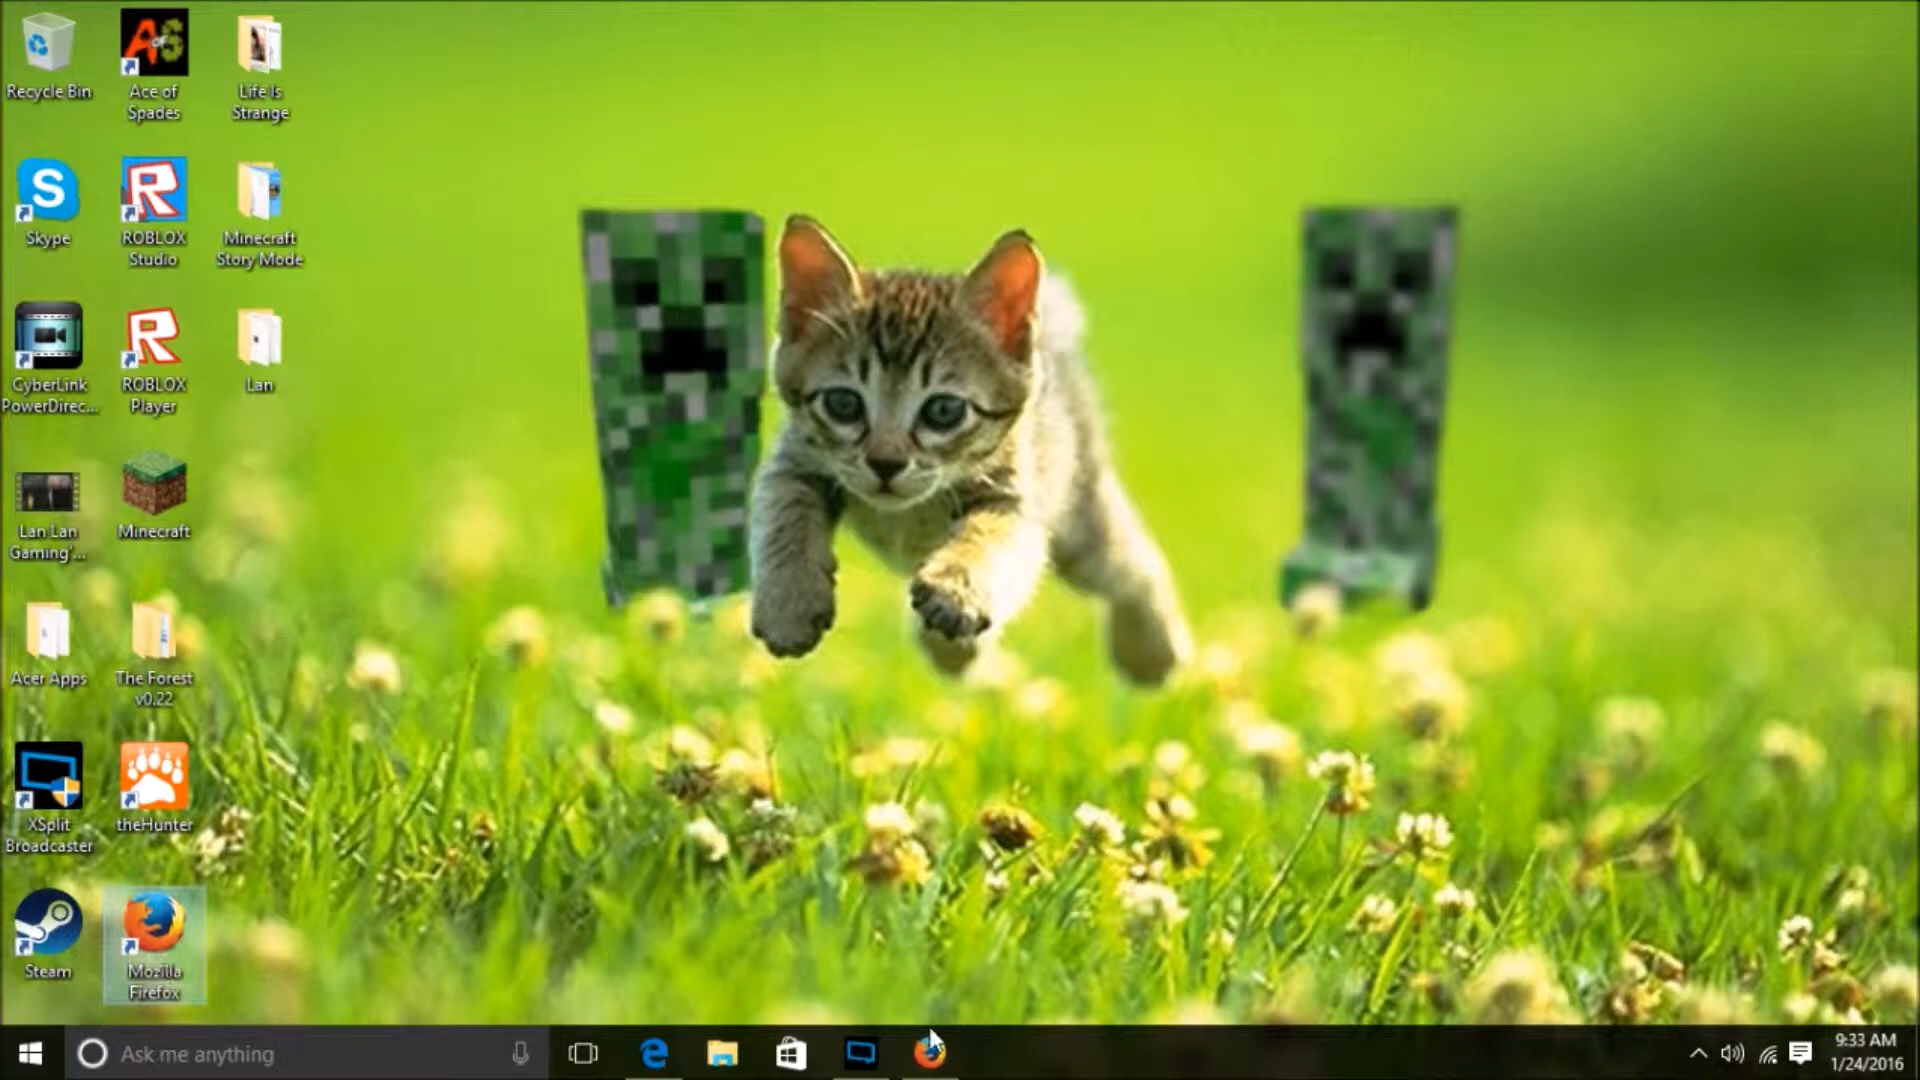 Recycle Bin
AOFS
Ace of
Spades
Life Is
Strange
S
Skype
R
ROBLOX
Studio
Minecraft
Story Mode
CyberLink
PowerDirec...
R
ROBLOX
Player
Lan
Lan Lan
Gaming'...
Minecraft
Acer Apps
The Forest
v0.22
XSplit
Broadcaster
theHunter
Steam
Mozilla
Firefox
Ask me anything
9:33 AM
1/24/2016